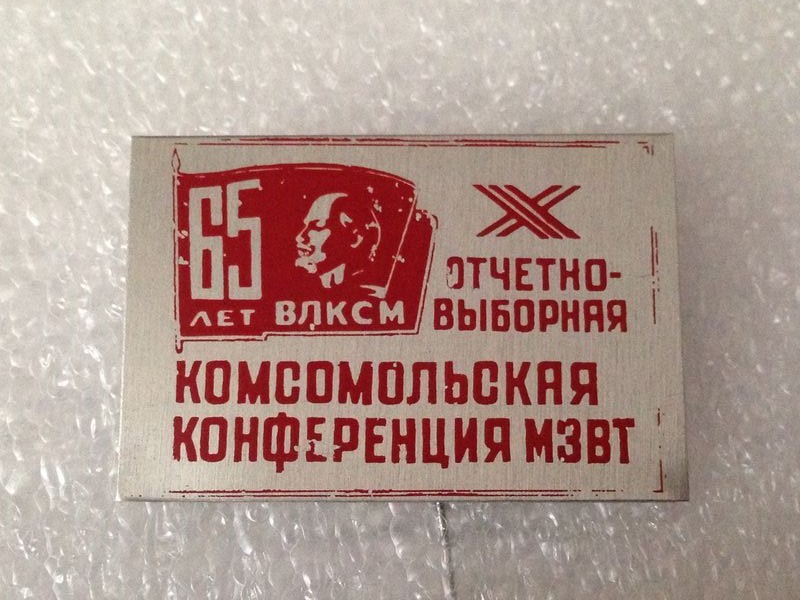 65
ЛЕТ ВЛКСМ
XX
ОТЧЕТНО-
ВЫБОРНАЯ
КОМСОМОЛЬСКАЯ
КОНФЕРЕНЦИЯ МЗВТ